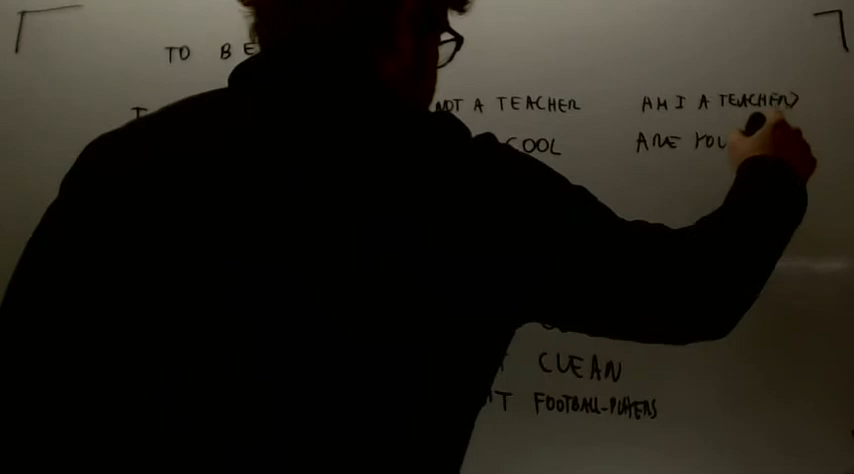 TO BE
I NOT A TEACHER AM I A TEACHER?
COOL ARE YOU
CLEAN
'T FOOTBALL-PLAYERS